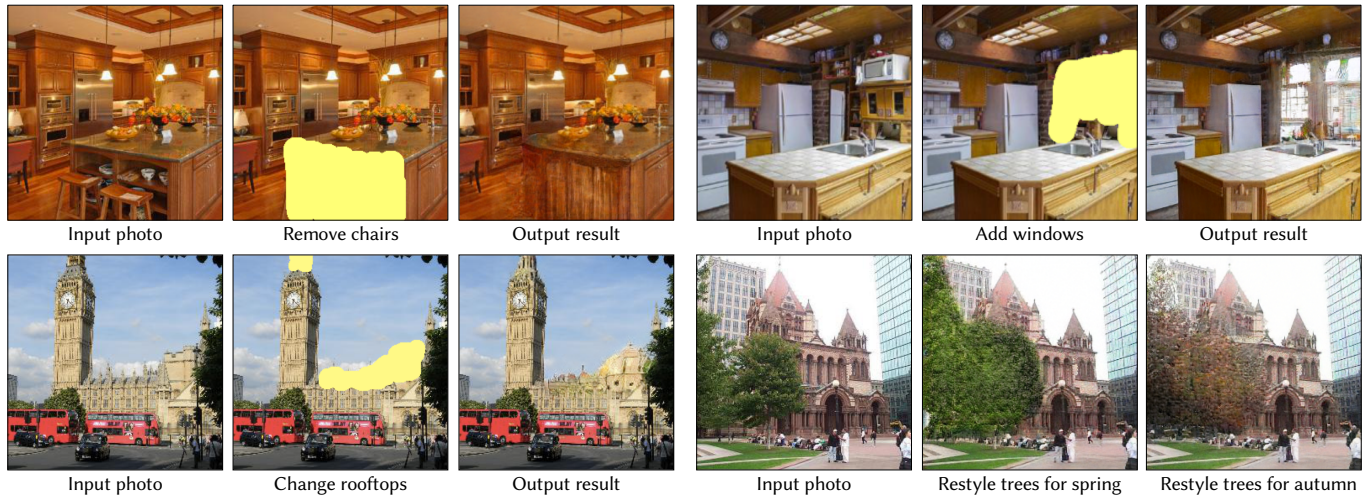 Input photo
Remove chairs
Output result
Input photo
Add windows
Output result
Input photo
Change rooftops
Output result
Input photo
Restyle trees for spring
Restyle trees for autumn